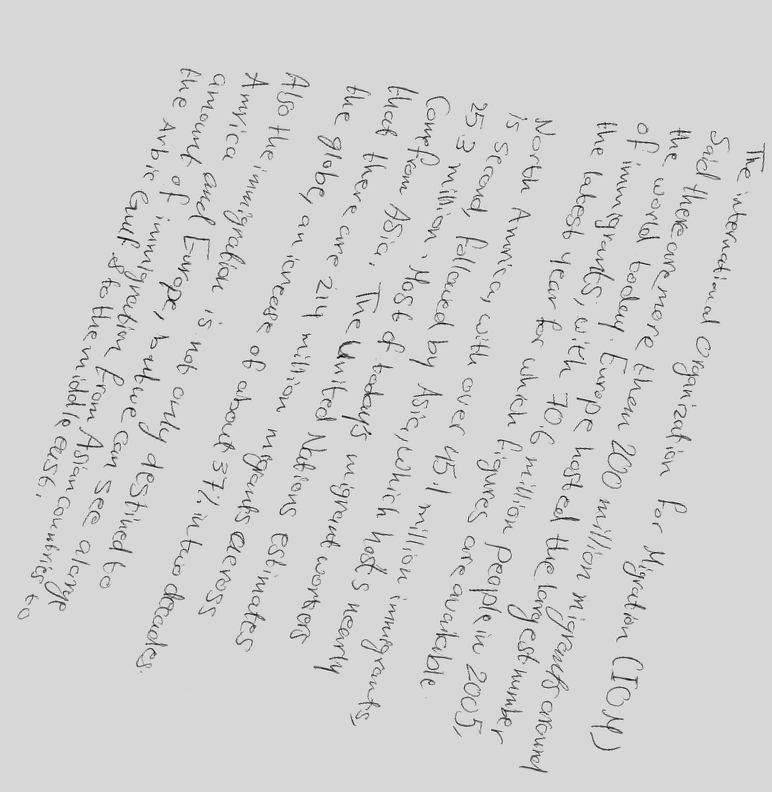 The international Organization for Migration (IOM)
Said there are more them 200 million migrants around
the world today. Europe hosted the largest number
of immigrants, with 70.6 million people in 2005,
the latest year for which figures are available.
North Amrica, with over 45.1 million immigrants,
is second, followed by Asia, which hosts nearly
25.3 million. Most of today's migrant workers
Come from Asia. The United Nations estimates
that there are 214 million migrants across
the globe, an increase of about 37% in two decades.
Also the immigration is not only destined to
Amrica and Europe, but we can see a large
amount of immigration from Asian countries to
the Arbic Gulf & to the middle east.